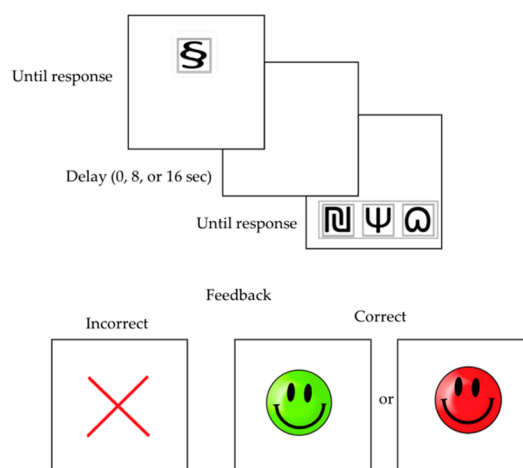 §
Until response
Delay (0, 8, or 16 sec)
Until response
₪ Ψ ϖ
Feedback
Incorrect
Correct
or